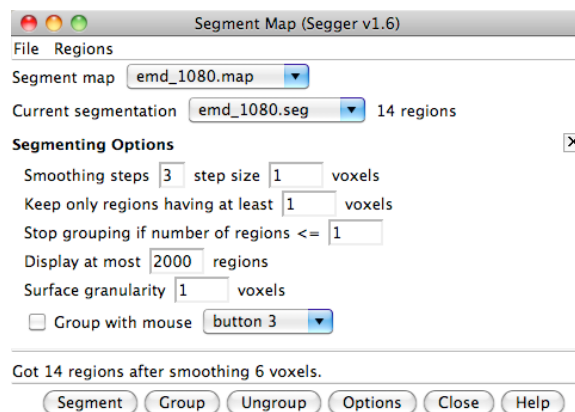 Segment Map (Segger v1.6)
File Regions
Segment map emd_1080.map
Current segmentation emd_1080.seg 14 regions
Segmenting Options
Smoothing steps 3 step size 1 voxels
Keep only regions having at least 1 voxels
Stop grouping if number of regions <= 1
Display at most 2000 regions
Surface granularity 1 voxels
Group with mouse button 3
Got 14 regions after smoothing 6 voxels.
Segment Group Ungroup Options Close Help